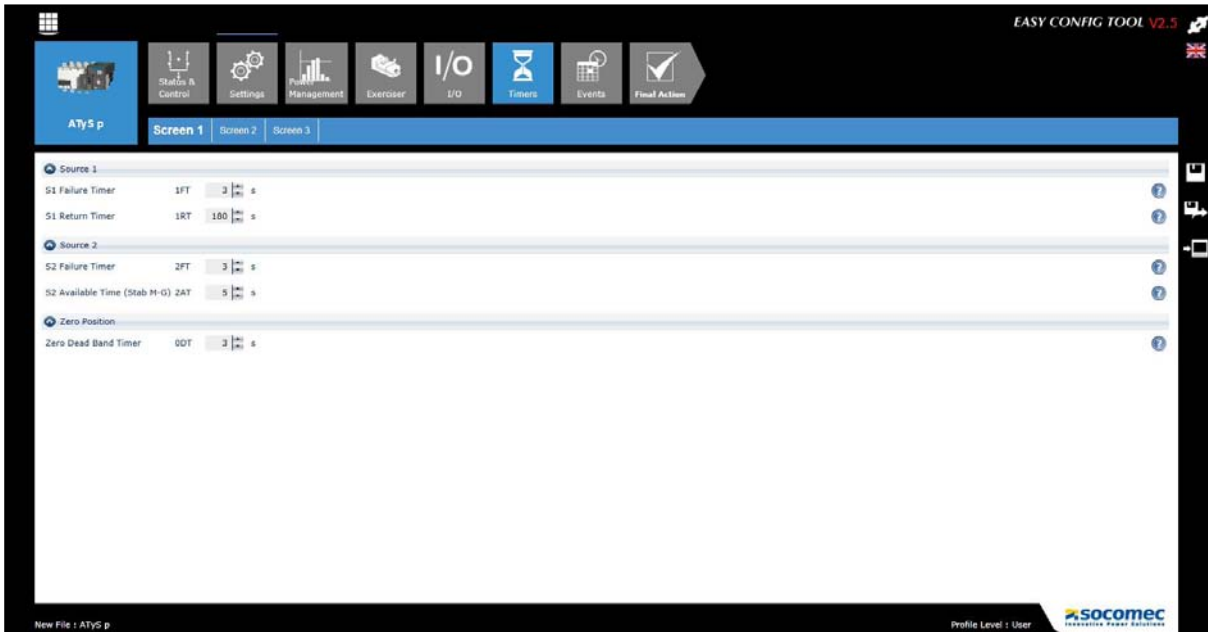 EASY CONFIG TOOL V2.5
Status & Control
Settings
Power Management
Exerciser
I/O
I/O
Timers
Events
Final Action
ATyS p
Screen 1
Screen 2
Screen 3
Source 1
S1 Failure Timer 1FT 3 s
S1 Return Timer 1RT 180 s
Source 2
S2 Failure Timer 2FT 3 s
S2 Available Time (Stab M-G) 2AT 5 s
Zero Position
Zero Dead Band Timer 0DT 3 s
New File : ATyS p
Profile Level : User
socomec
Innovative Power Solutions